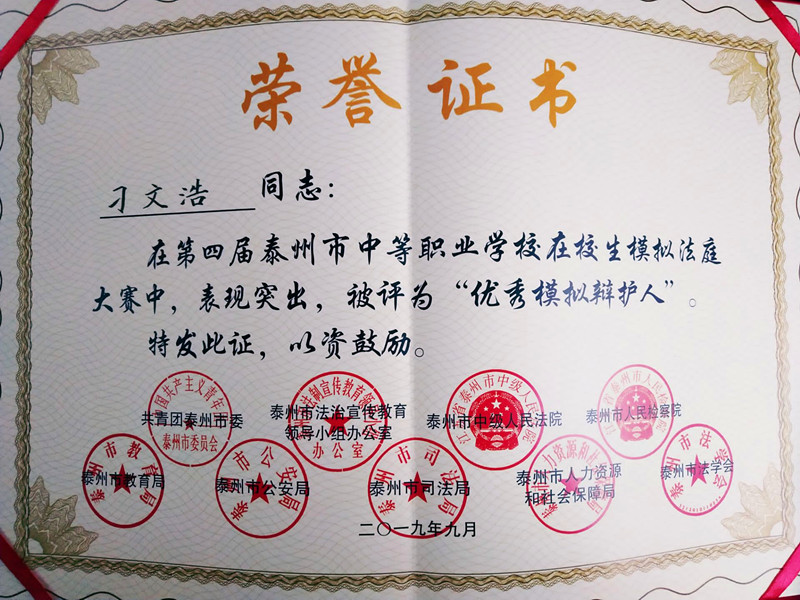 荣誉证书
刁文浩 同志：
在第四届泰州市中等职业学校在校生模拟法庭
大赛中，表现突出，被评为“优秀模拟辩护人”。
特发此证，以资鼓励。
共青团泰州市委
泰州市法治宣传教育
领导小组办公室
泰州市中级人民法院
泰州市人民检察院
泰州市教育局
泰州市公安局
泰州市司法局
泰州市人力资源
和社会保障局
泰州市法学会
二〇一九年九月